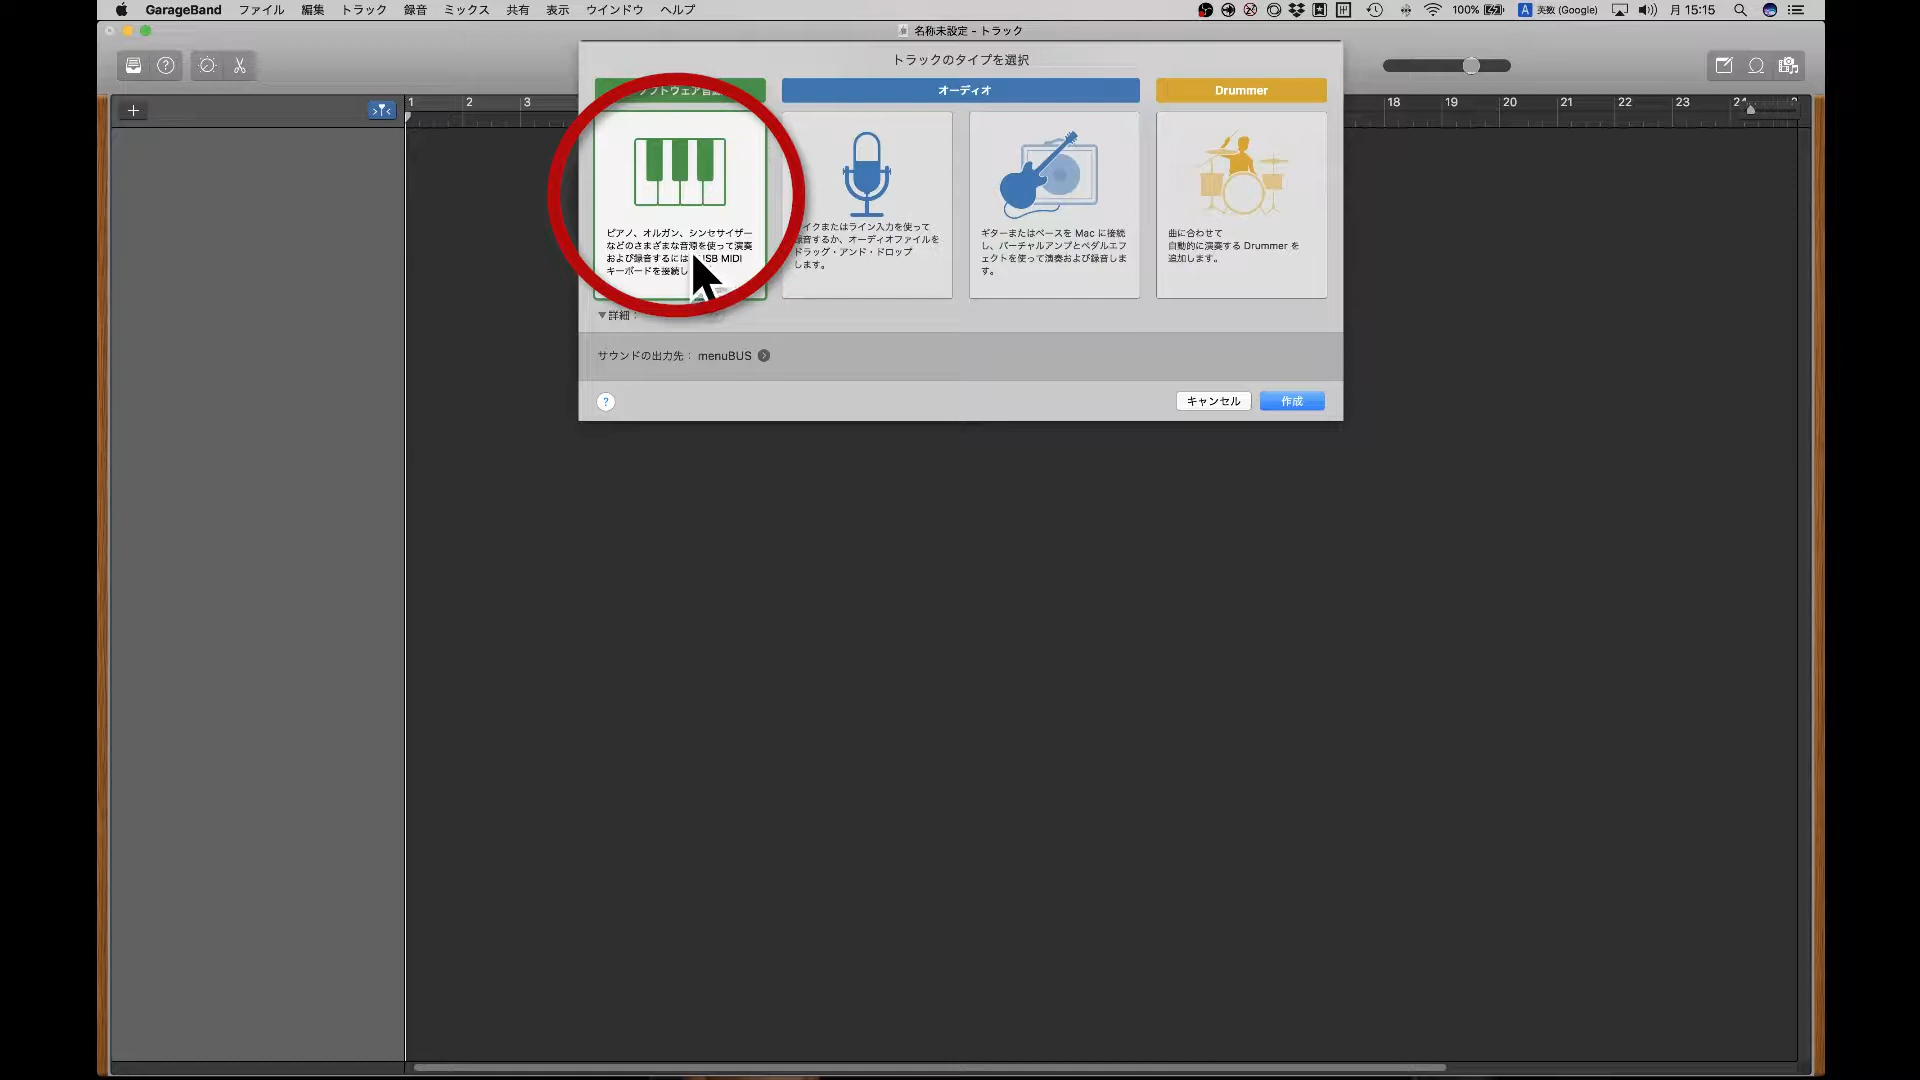 GarageBand ファイル 編集 トラック 録音 ミックス 共有 表示 ウインドウ ヘルプ 100% A 英数 (Google) 月 15:15
名称未設定 - トラック
トラックのタイプを選択
オーディオ
Drummer
1 2 3 18 19 20 21 22 23
ピアノ、オルガン、シンセサイザー
などのさまざまな音源を使って演奏
および録音するには USB MIDI
キーボードを接続し
イクまたはライン入力を使って
録音するか、オーディオファイルを
ドラッグ・アンド・ドロップ
します。
ギターまたはベースを Mac に接続
し、バーチャルアンプとペダルエフ
ェクトを使って演奏および録音しま
す。
曲に合わせて
自動的に演奏する Drummer を
追加します。
▼詳細：
サウンドの出力先： menuBUS
?
キャンセル
作成